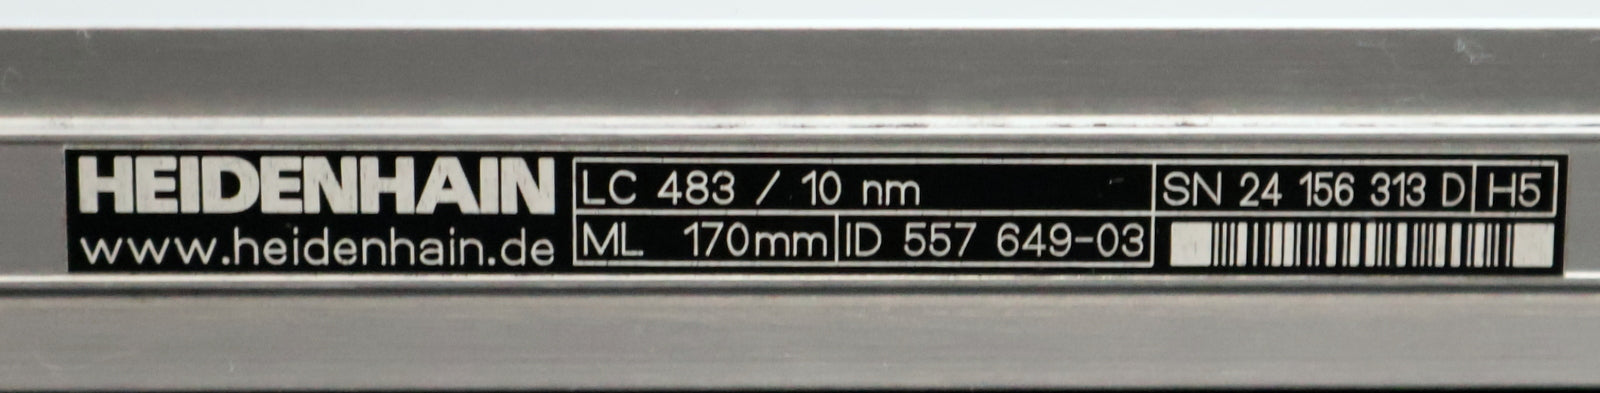 HEIDENHAIN
www.heidenhain.de
LC 483 / 10 nm
ML 170mm ID 557 649-03
SN 24 156 313 D H5